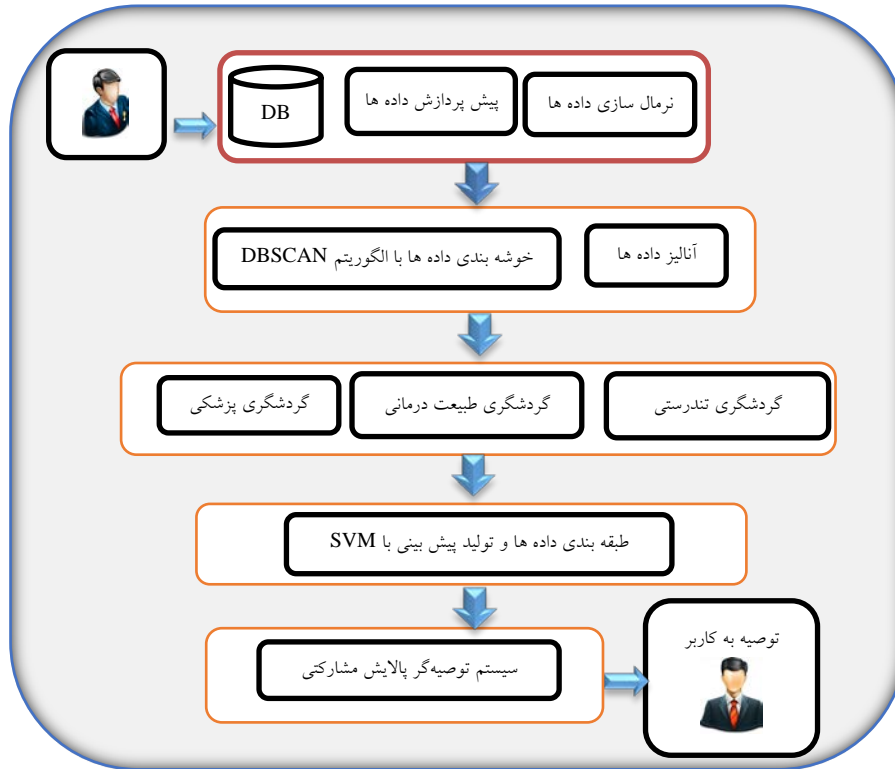 نرمال سازی داده ها
پیش پردازش داده ها
DB
آنالیز داده ها
خوشه بندی داده ها با الگوریتم DBSCAN
گردشگری تندرستی
گردشگری طبیعت درمانی
گردشگری پزشکی
طبقه بندی داده ها و تولید پیش بینی با SVM
توصیه به کاربر
سیستم توصیه‌گر پالایش مشارکتی